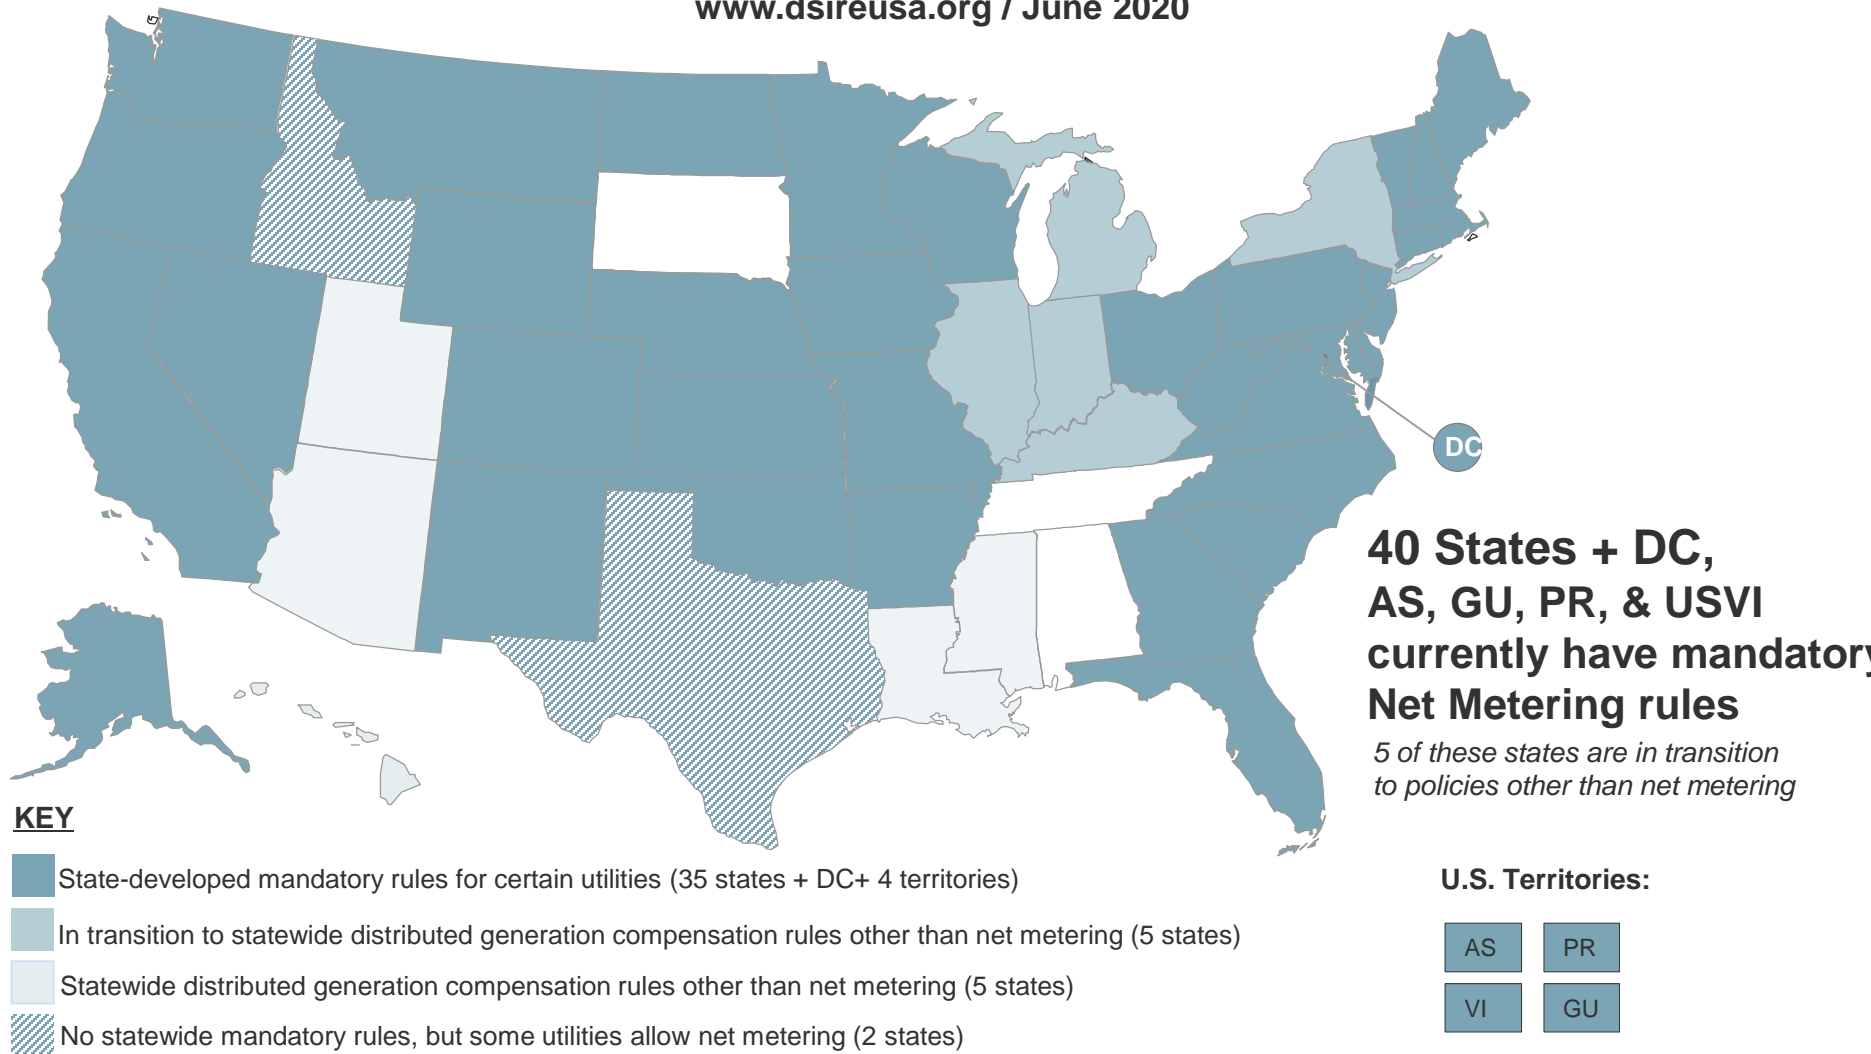 www.dsireusa.org / June 2020
DC
40 States + DC,
AS, GU, PR, & USVI
currently have mandatory
Net Metering rules
5 of these states are in transition
to policies other than net metering
KEY
State-developed mandatory rules for certain utilities (35 states + DC+ 4 territories)
In transition to statewide distributed generation compensation rules other than net metering (5 states)
Statewide distributed generation compensation rules other than net metering (5 states)
No statewide mandatory rules, but some utilities allow net metering (2 states)
U.S. Territories:
AS PR
VI GU